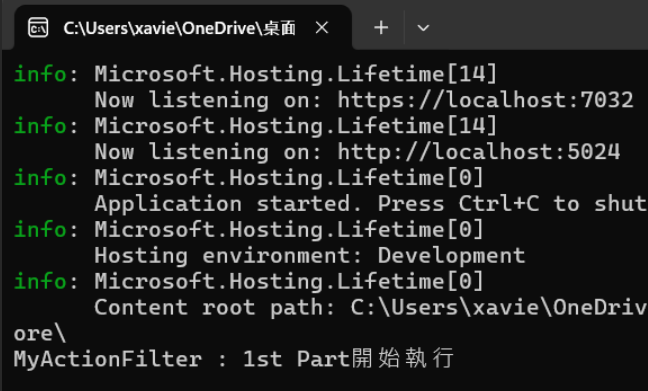 C:\Users\xavie\OneDrive\桌面
info: Microsoft.Hosting.Lifetime[14]
Now listening on: https://localhost:7032
info: Microsoft.Hosting.Lifetime[14]
Now listening on: http://localhost:5024
info: Microsoft.Hosting.Lifetime[0]
Application started. Press Ctrl+C to shut
info: Microsoft.Hosting.Lifetime[0]
Hosting environment: Development
info: Microsoft.Hosting.Lifetime[0]
Content root path: C:\Users\xavie\OneDriv
ore\
MyActionFilter : 1st Part開始執行